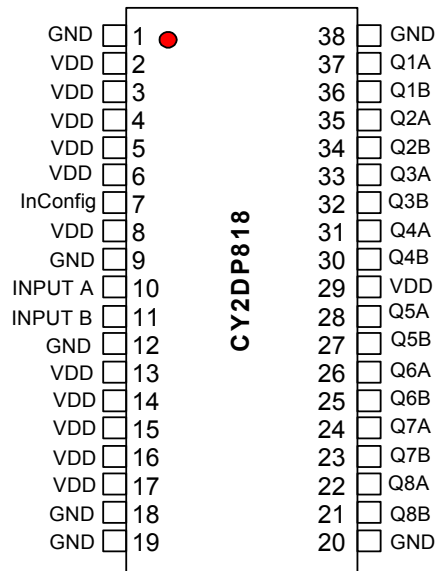 GND 1 38 GND
VDD 2 37 Q1A
VDD 3 36 Q1B
VDD 4 35 Q2A
VDD 5 34 Q2B
VDD 6 33 Q3A
InConfig 7 32 Q3B
VDD 8 31 Q4A
GND 9 30 Q4B
INPUT A 10 29 VDD
INPUT B 11 28 Q5A
GND 12 27 Q5B
VDD 13 26 Q6A
VDD 14 25 Q6B
VDD 15 24 Q7A
VDD 16 23 Q7B
VDD 17 22 Q8A
GND 18 21 Q8B
GND 19 20 GND
CY2DP818